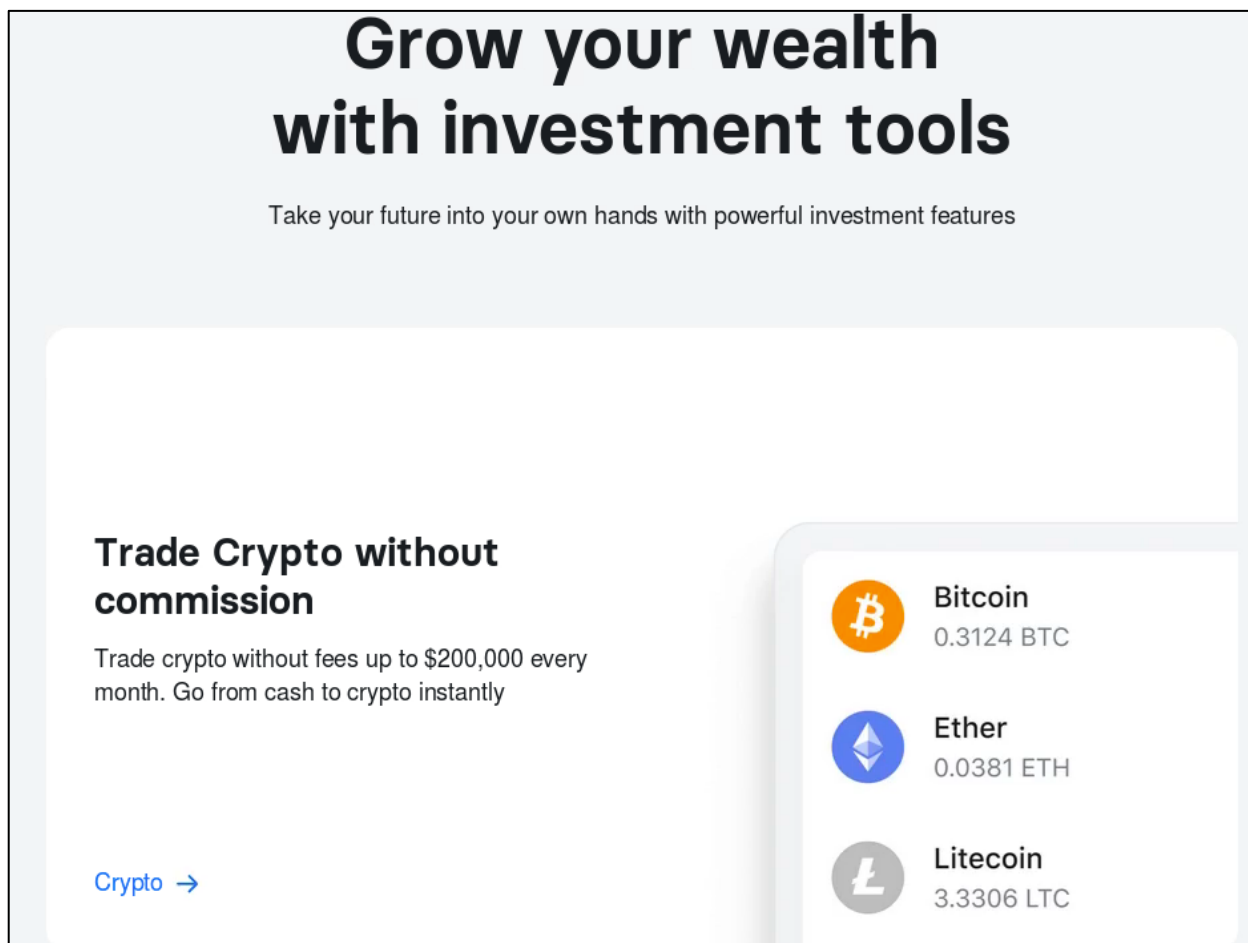 Grow your wealth
with investment tools
Take your future into your own hands with powerful investment features
Trade Crypto without
commission
Trade crypto without fees up to $200,000 every
month. Go from cash to crypto instantly
Crypto →
Bitcoin
0.3124 BTC
Ether
0.0381 ETH
Litecoin
3.3306 LTC